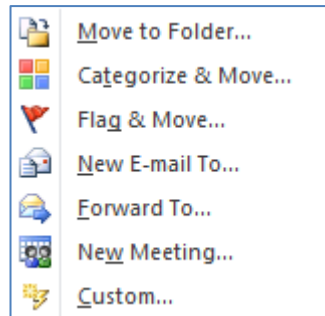 Move to Folder...
Categorize & Move...
Flag & Move...
New E-mail To...
Forward To...
New Meeting...
Custom...